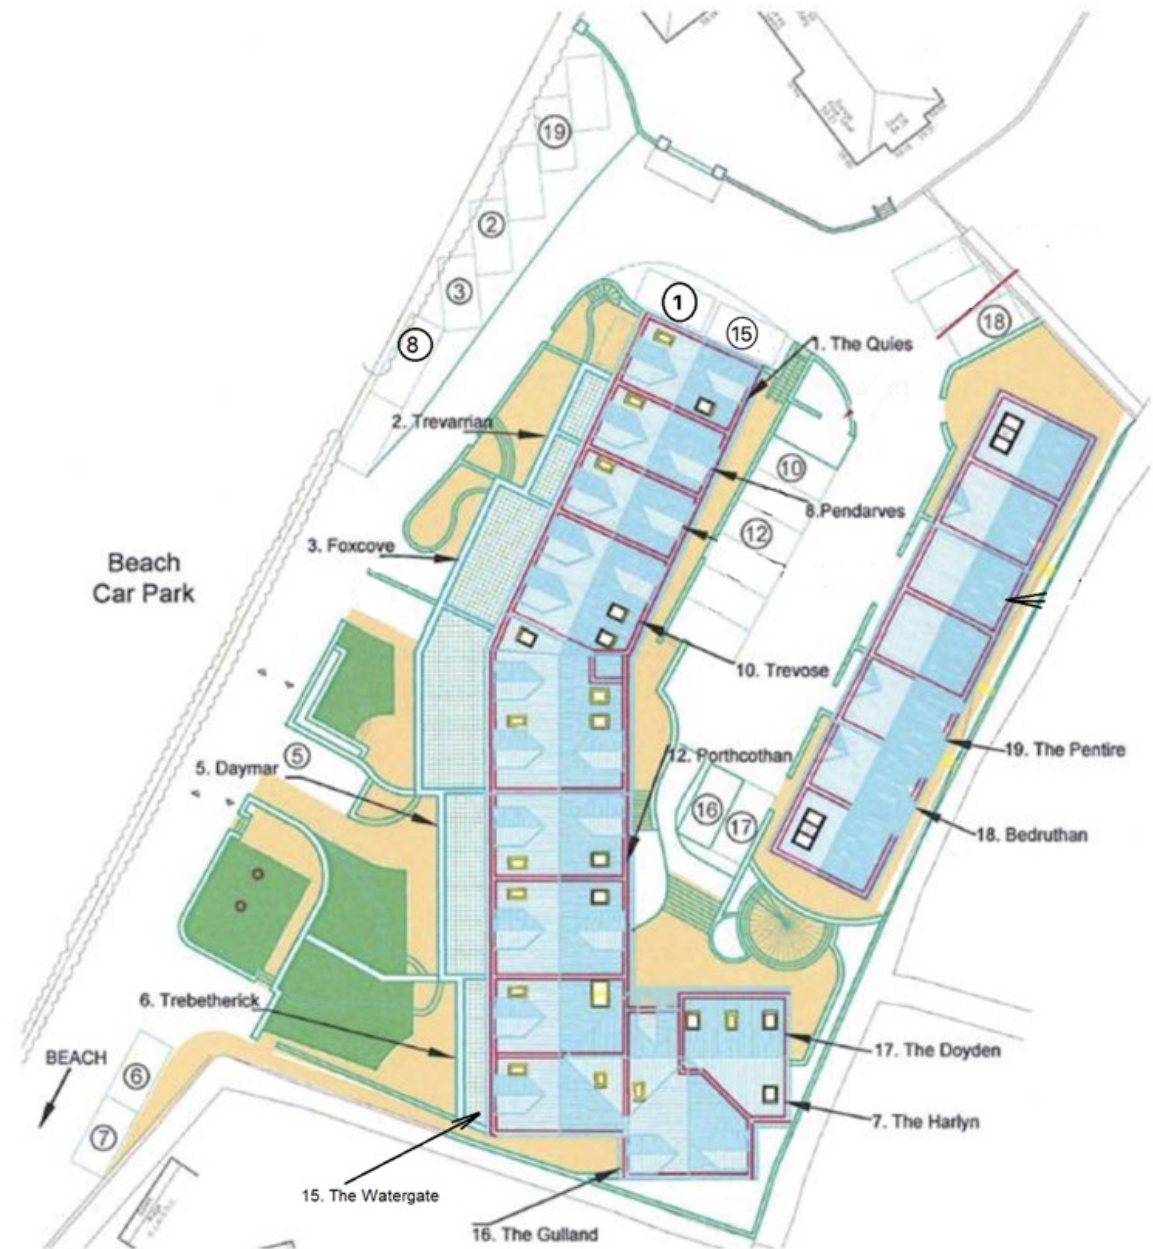 19
2
3
8
1
15
18
1. The Quies
2. Trevarrian
10
8.Pendarves
12
3. Foxcove
Beach
Car Park
10. Trevose
19. The Pentire
12. Porthcothan
5
5. Daymar
16
17
18. Bedruthan
6. Trebetherick
17. The Doyden
BEACH
6
7
7. The Harlyn
15. The Watergate
16. The Gulland